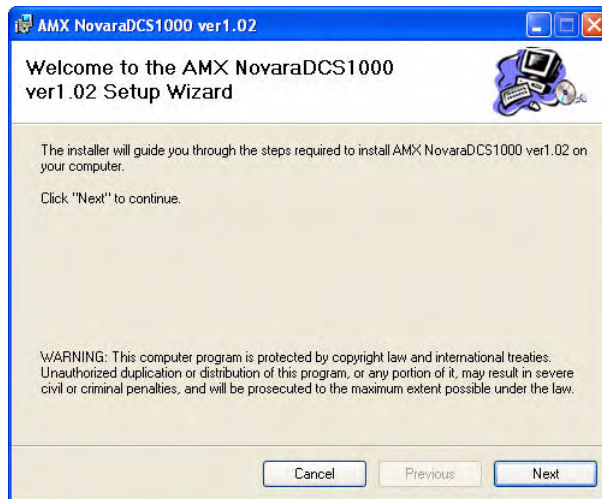 AMX NovaraDCS1000 ver1.02
Welcome to the AMX NovaraDCS1000
ver1.02 Setup Wizard
The installer will guide you through the steps required to install AMX NovaraDCS1000 ver1.02 on
your computer.
Click "Next" to continue.
WARNING: This computer program is protected by copyright law and international treaties.
Unauthorized duplication or distribution of this program, or any portion of it, may result in severe
civil or criminal penalties, and will be prosecuted to the maximum extent possible under the law.
Cancel
Previous
Next